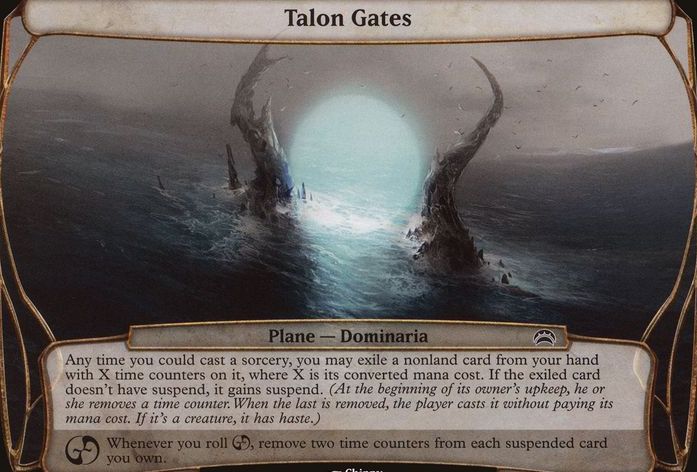 Talon Gates
Plane — Dominaria
Any time you could cast a sorcery, you may exile a nonland card from your hand
with X time counters on it, where X is its converted mana cost. If the exiled card
doesn't have suspend, it gains suspend. (At the beginning of its owner's upkeep, he or
she removes a time counter. When the last is removed, the player casts it without paying its
mana cost. If it's a creature, it has haste.)
Whenever you roll , remove two time counters from each suspended card
you own.